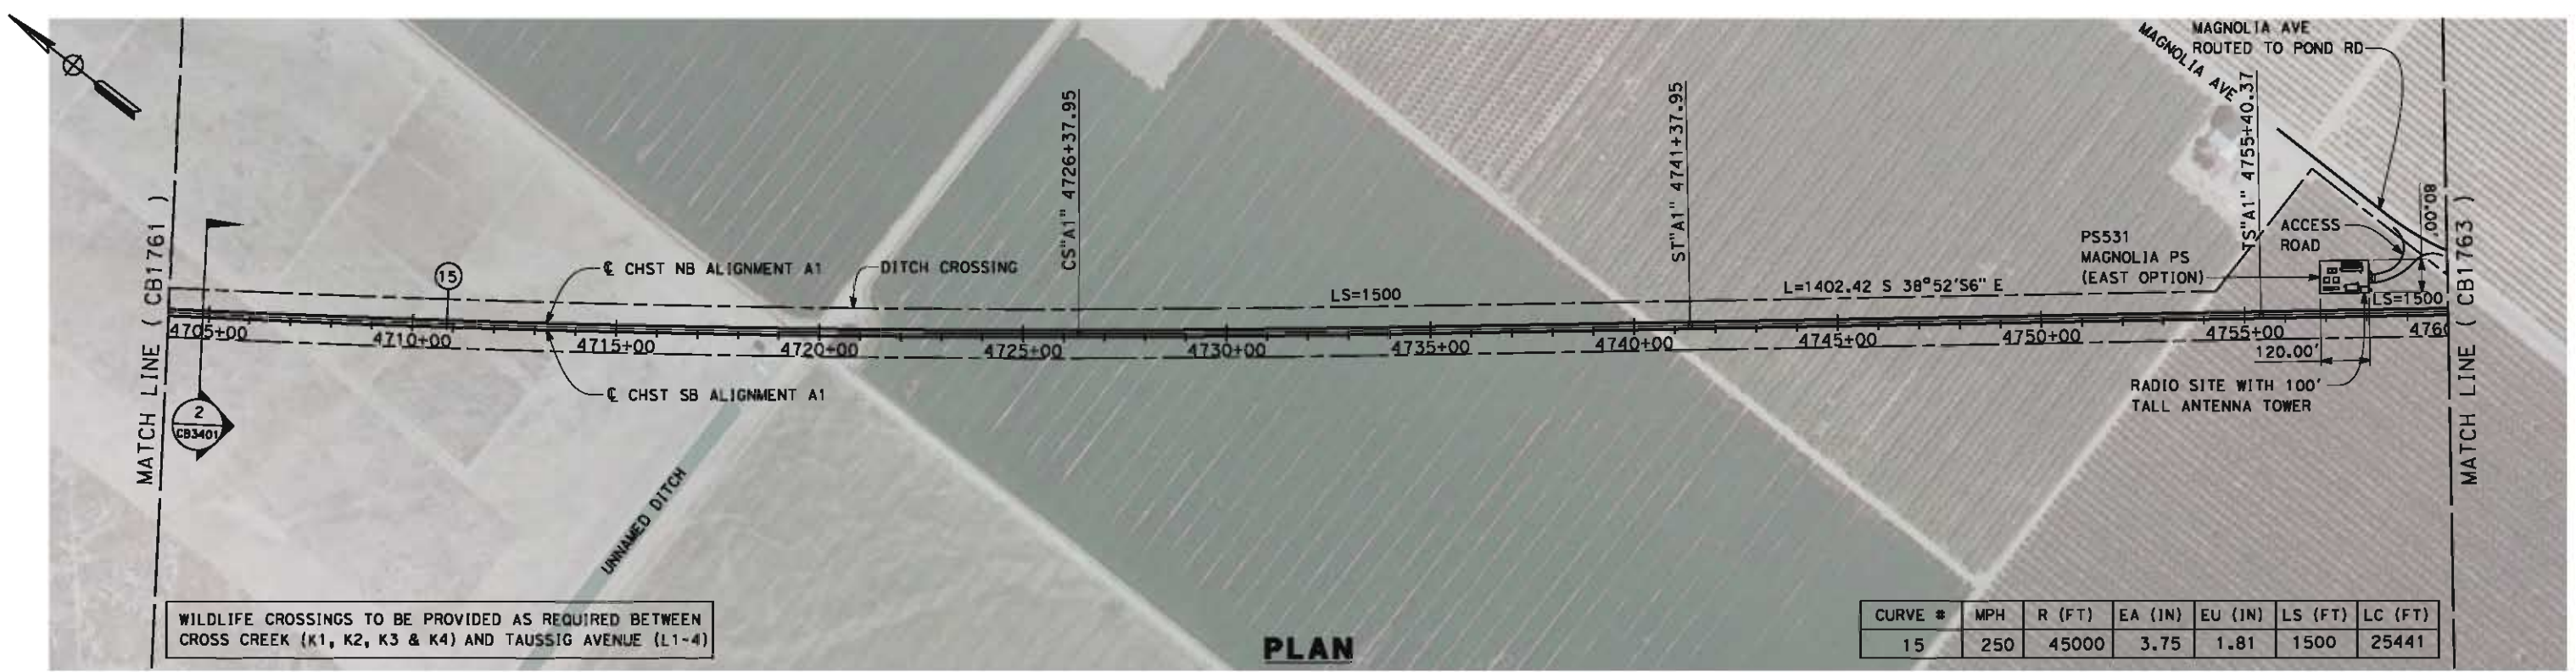 MAGNOLIA AVE
ROUTED TO POND RD
MAGNOLIA AVE
MATCH LINE ( CB1761 )
CS"A1" 4726+37.95
ST"A1" 4741+37.95
TS"A1" 4755+40.37
80.00'
MATCH LINE ( CB1763 )
15
℄ CHST NB ALIGNMENT A1
DITCH CROSSING
LS=1500
L=1402.42 S 38°52'56" E
PS531
MAGNOLIA PS
(EAST OPTION)
ACCESS
ROAD
LS=1500
4705+00
4710+00
4715+00
4720+00
4725+00
4730+00
4735+00
4740+00
4745+00
4750+00
4755+00
120.00'
℄ CHST SB ALIGNMENT A1
RADIO SITE WITH 100'
TALL ANTENNA TOWER
2
CB3401
UNNAMED DITCH
WILDLIFE CROSSINGS TO BE PROVIDED AS REQUIRED BETWEEN
CROSS CREEK (K1, K2, K3 & K4) AND TAUSSIG AVENUE (L1-4)
PLAN
CURVE # MPH R (FT) EA (IN) EU (IN) LS (FT) LC (FT)
15 250 45000 3.75 1.81 1500 25441